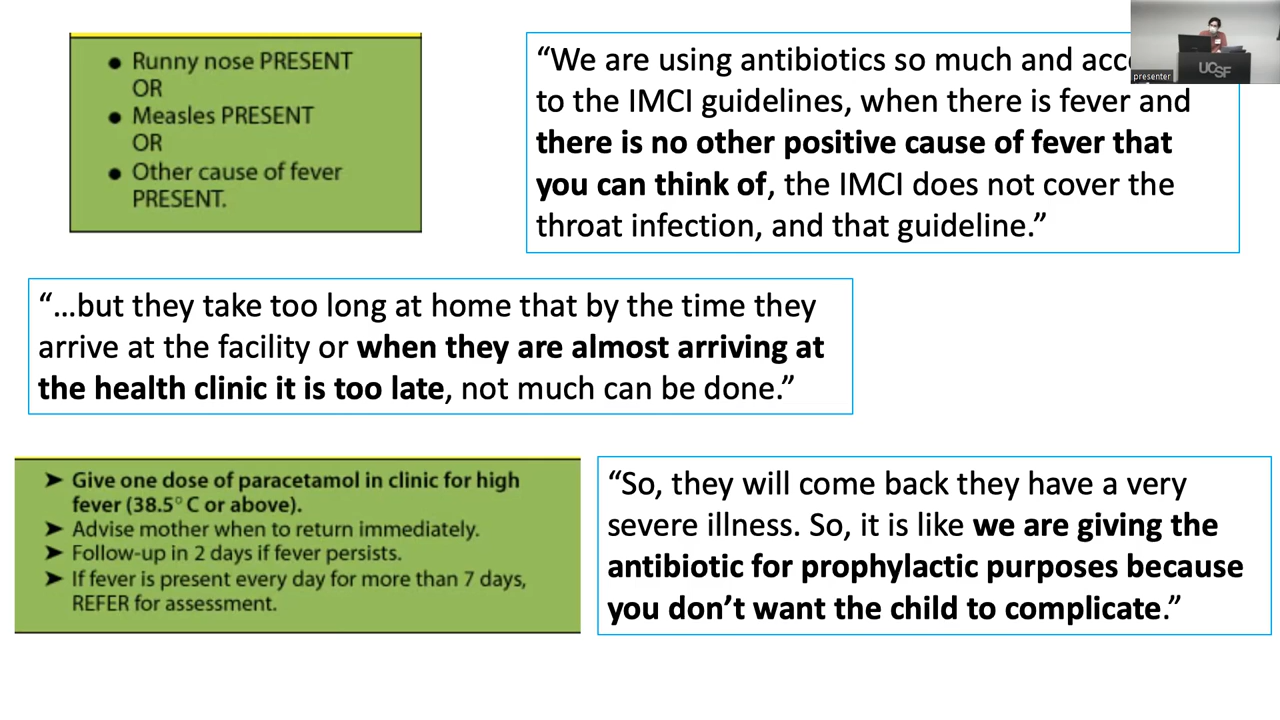 ● Runny nose PRESENT
OR
● Measles PRESENT
OR
● Other cause of fever
PRESENT.
“We are using antibiotics so much and
to the IMCI guidelines, when there is fever and
there is no other positive cause of fever that
you can think of, the IMCI does not cover the
throat infection, and that guideline.”
presenter
UCSF
“…but they take too long at home that by the time they
arrive at the facility or when they are almost arriving at
the health clinic it is too late, not much can be done.”
➤ Give one dose of paracetamol in clinic for high
fever (38.5° C or above).
➤ Advise mother when to return immediately.
➤ Follow-up in 2 days if fever persists.
➤ If fever is present every day for more than 7 days,
REFER for assessment.
“So, they will come back they have a very
severe illness. So, it is like we are giving the
antibiotic for prophylactic purposes because
you don’t want the child to complicate.”